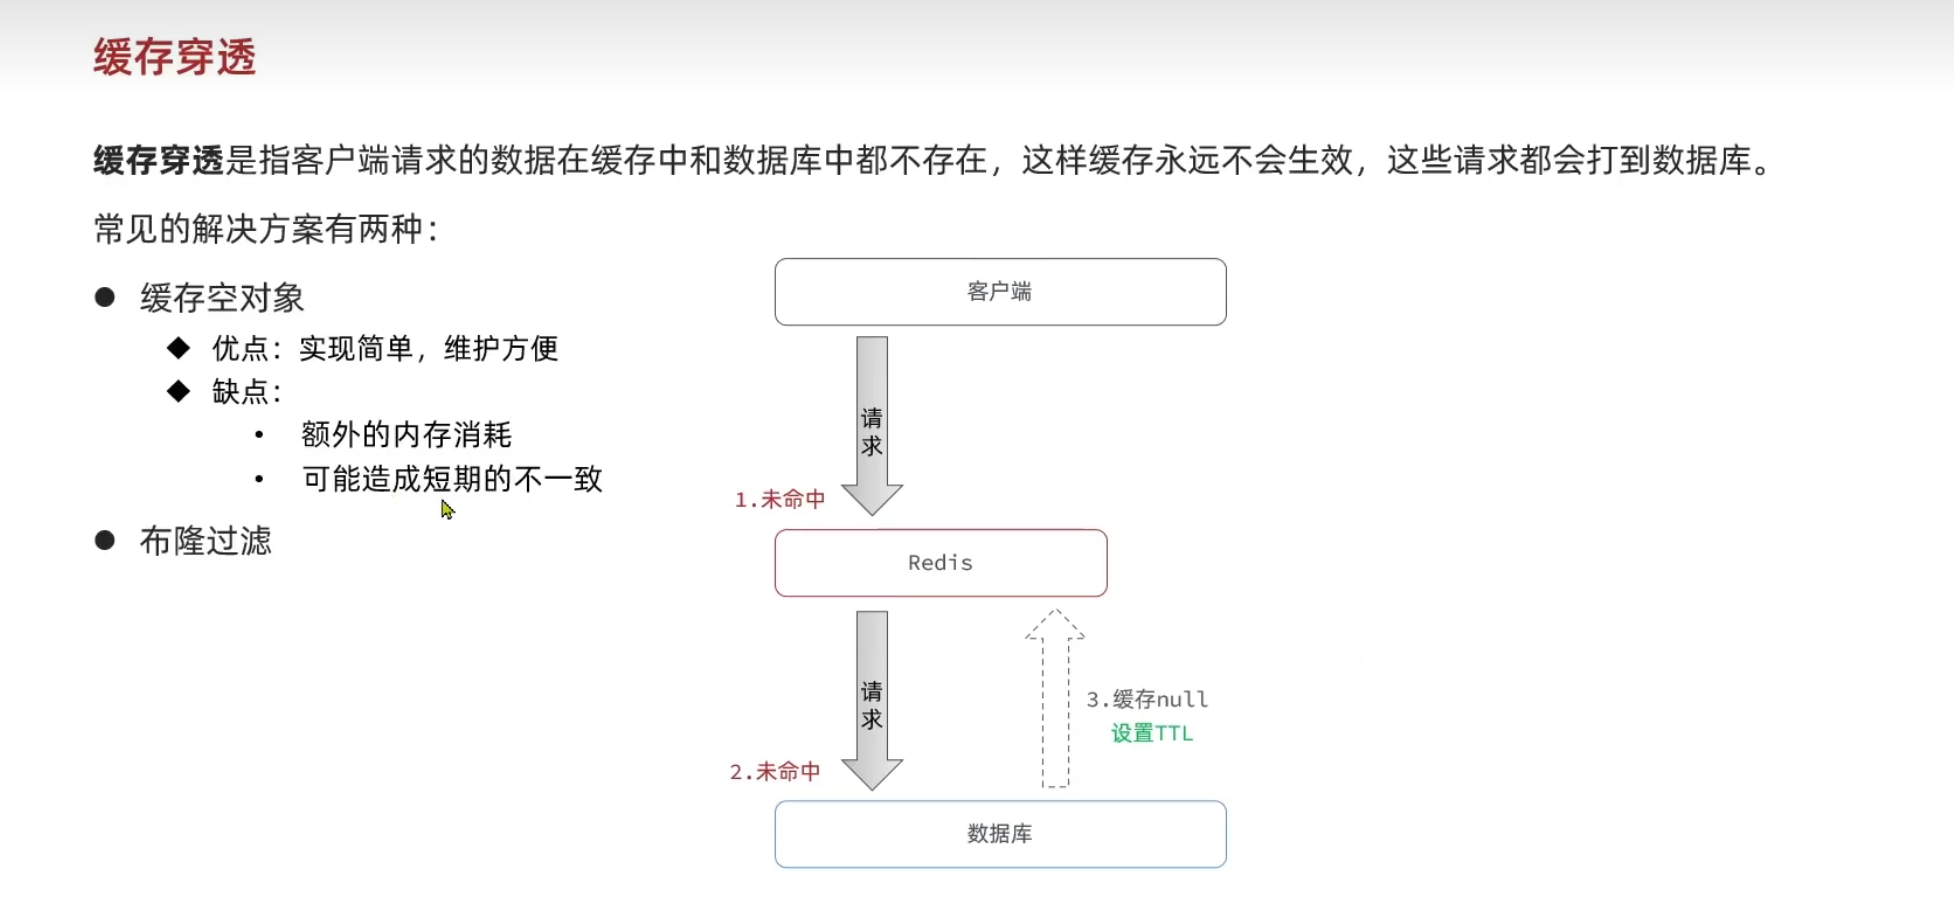 缓存穿透
缓存穿透是指客户端请求的数据在缓存中和数据库中都不存在，这样缓存永远不会生效，这些请求都会打到数据库。
常见的解决方案有两种：
● 缓存空对象
◆ 优点：实现简单，维护方便
◆ 缺点：
• 额外的内存消耗
• 可能造成短期的不一致
● 布隆过滤
客户端
请求
1.未命中
Redis
请求
2.未命中
3.缓存null
设置TTL
数据库